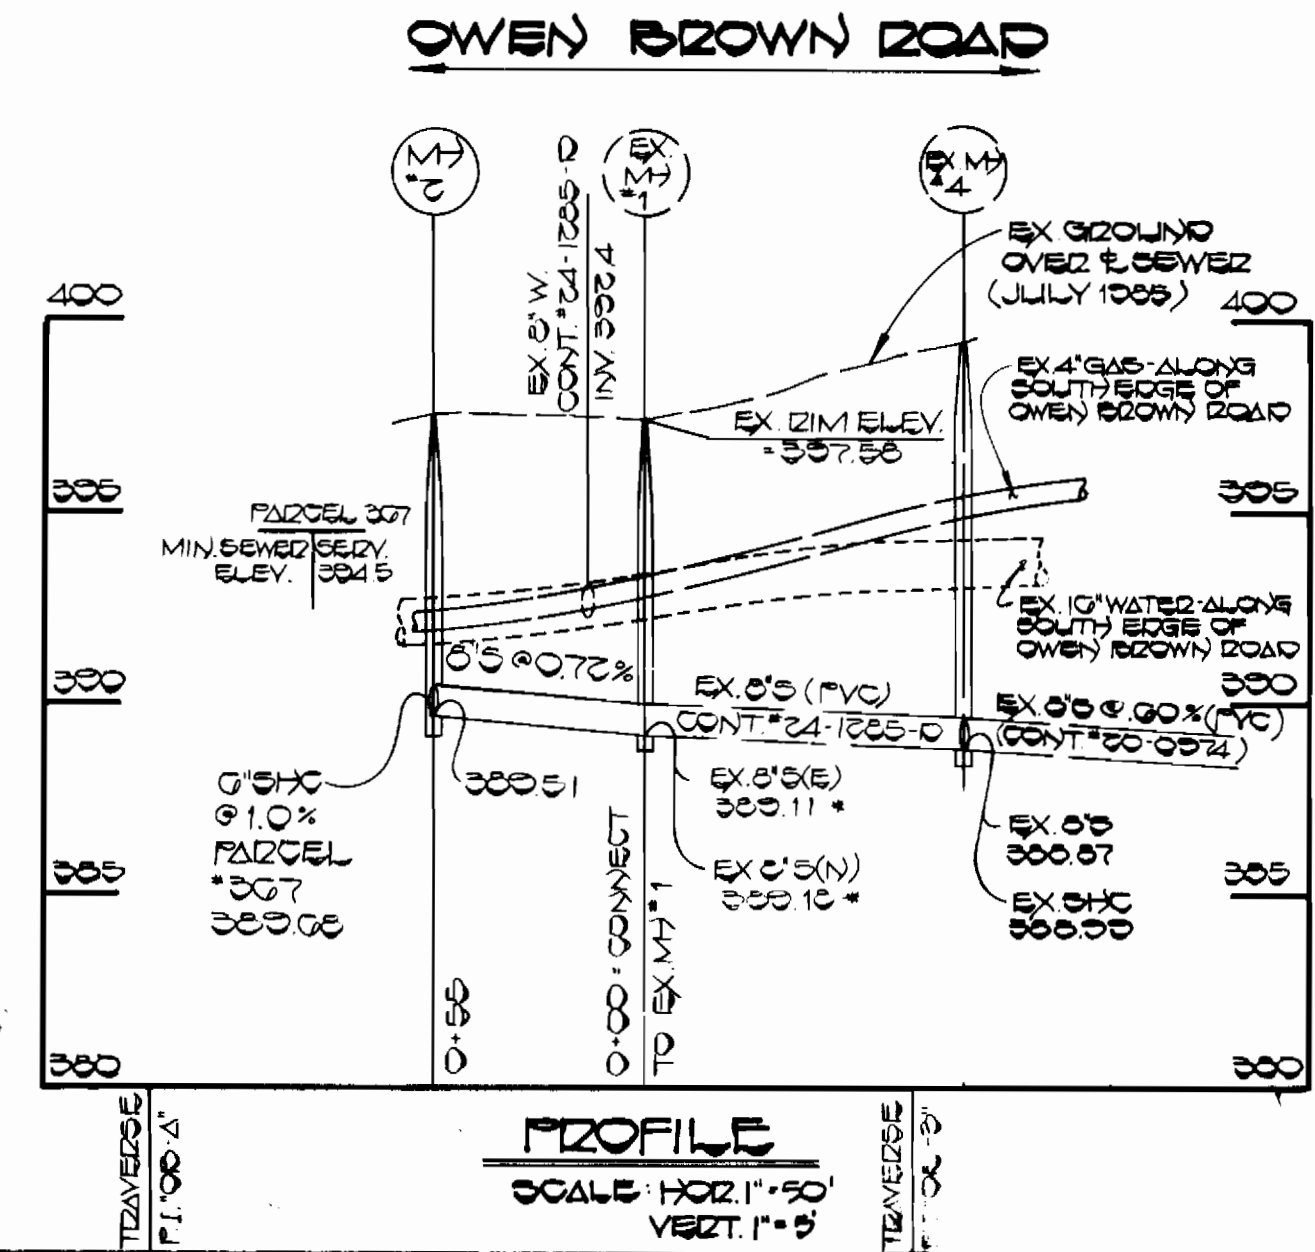 OWEN BROWN ROAD
MH
#2
EX. 8" W.
CONT. #24-1285-D
INV. 392.4
EX.
MH
#1
EX. MH
#4
EX. GROUND
OVER ℄ SEWER
(JULY 1985)
400
400
EX. 4" GAS-ALONG
SOUTH EDGE OF
OWEN BROWN ROAD
EX. RIM ELEV.
= 397.58
395
395
PARCEL 367
MIN. SEWER SERV.
ELEV. 394.5
EX. 16" WATER-ALONG
SOUTH EDGE OF
OWEN BROWN ROAD
8"S @ 0.72%
390
390
EX. 8"S (PVC)
CONT. #24-1285-D
EX. 8"S @ .60% (PVC)
(CONT. #20-0974)
6"SHC
@ 1.0%
PARCEL
#367
389.68
389.51
EX. 8"S(E)
389.11 *
EX 8"S(N)
389.18 *
EX. 8"S
388.87
EX. SHC
388.99
385
385
0+55
0+00 = CONNECT
TO EX. MH #1
380
380
TRAVERSE
P.I. "OB-4"
PROFILE
SCALE: HOR. 1" = 50'
VERT. 1" = 5'
TRAVERSE